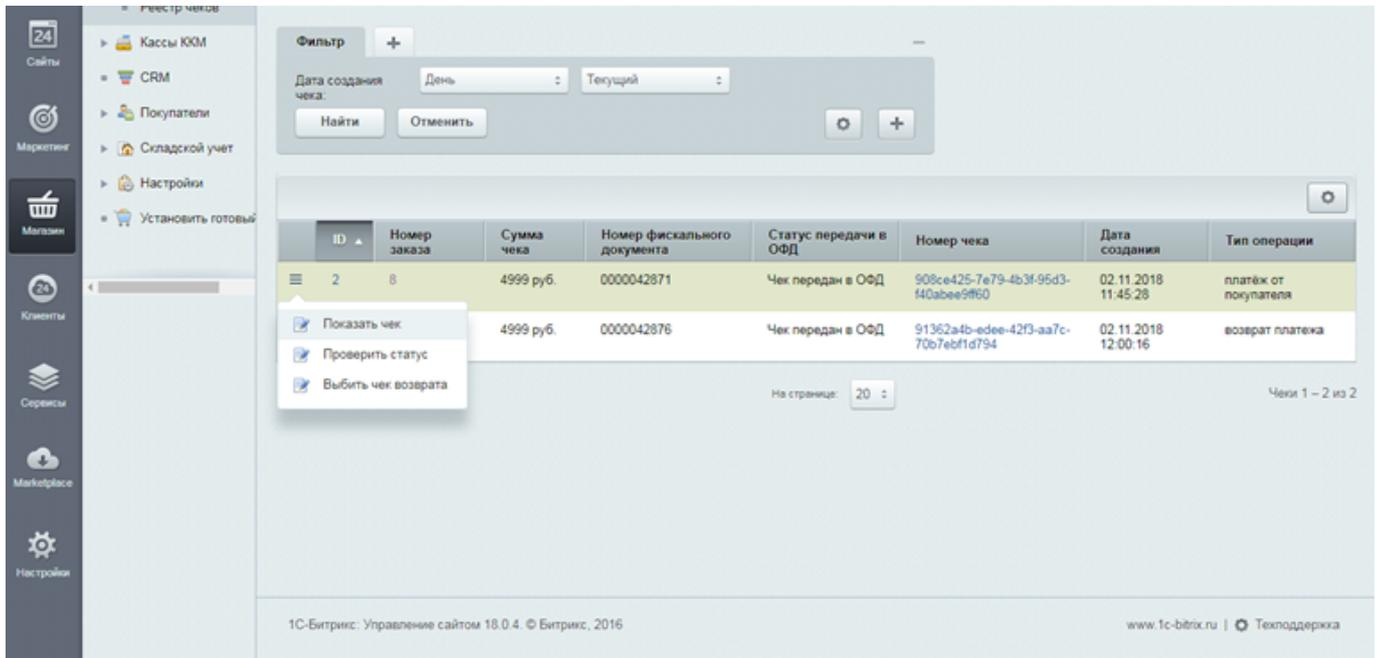 24
Сайты
Маркетинг
Магазин
24
Клиенты
Сервисы
Marketplace
Настройки
Реестр чеков
Кассы ККМ
CRM
Покупатели
Складской учет
Настройки
Установить готовый
Фильтр
Дата создания
чека:
День
Текущий
Найти
Отменить
ID
Номер
заказа
Сумма
чека
Номер фискального
документа
Статус передачи в
ОФД
Номер чека
Дата
создания
Тип операции
2
8
4999 руб.
0000042871
Чек передан в ОФД
908ce425-7e79-4b3f-95d3-
f40abee9ff60
02.11.2018
11:45:28
платёж от
покупателя
Показать чек
Проверить статус
Выбить чек возврата
4999 руб.
0000042876
Чек передан в ОФД
91362a4b-edee-42f3-aa7c-
70b7ebf1d794
02.11.2018
12:00:16
возврат платежа
На странице:
20
Чеки 1 – 2 из 2
1С-Битрикс: Управление сайтом 18.0.4. © Битрикс, 2016
www.1c-bitrix.ru | Техподдержка